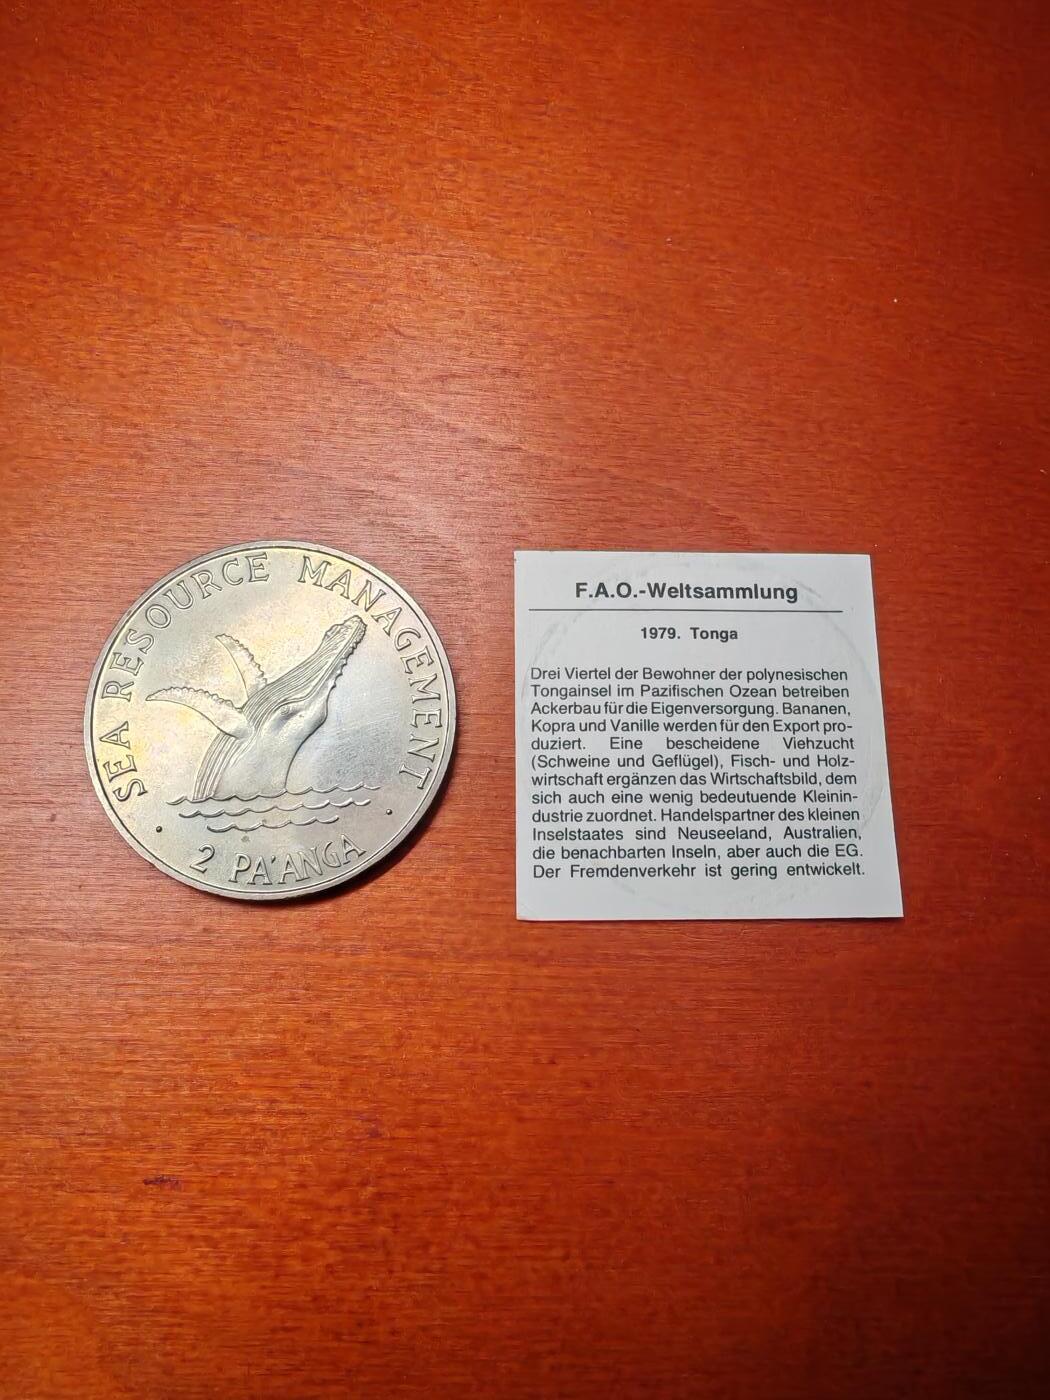 SEA RESOURCE MANAGEMENT
2 PA'ANGA
F.A.O.-Weltsammlung
1979. Tonga
Drei Viertel der Bewohner der polynesischen
Tongainsel im Pazifischen Ozean betreiben
Ackerbau für die Eigenversorgung. Bananen,
Kopra und Vanille werden für den Export pro-
duziert. Eine bescheidene Viehzucht
(Schweine und Geflügel), Fisch- und Holz-
wirtschaft ergänzen das Wirtschaftsbild, dem
sich auch eine wenig bedeutuende Kleinin-
dustrie zuordnet. Handelspartner des kleinen
Inselstaates sind Neuseeland, Australien,
die benachbarten Inseln, aber auch die EG.
Der Fremdenverkehr ist gering entwickelt.